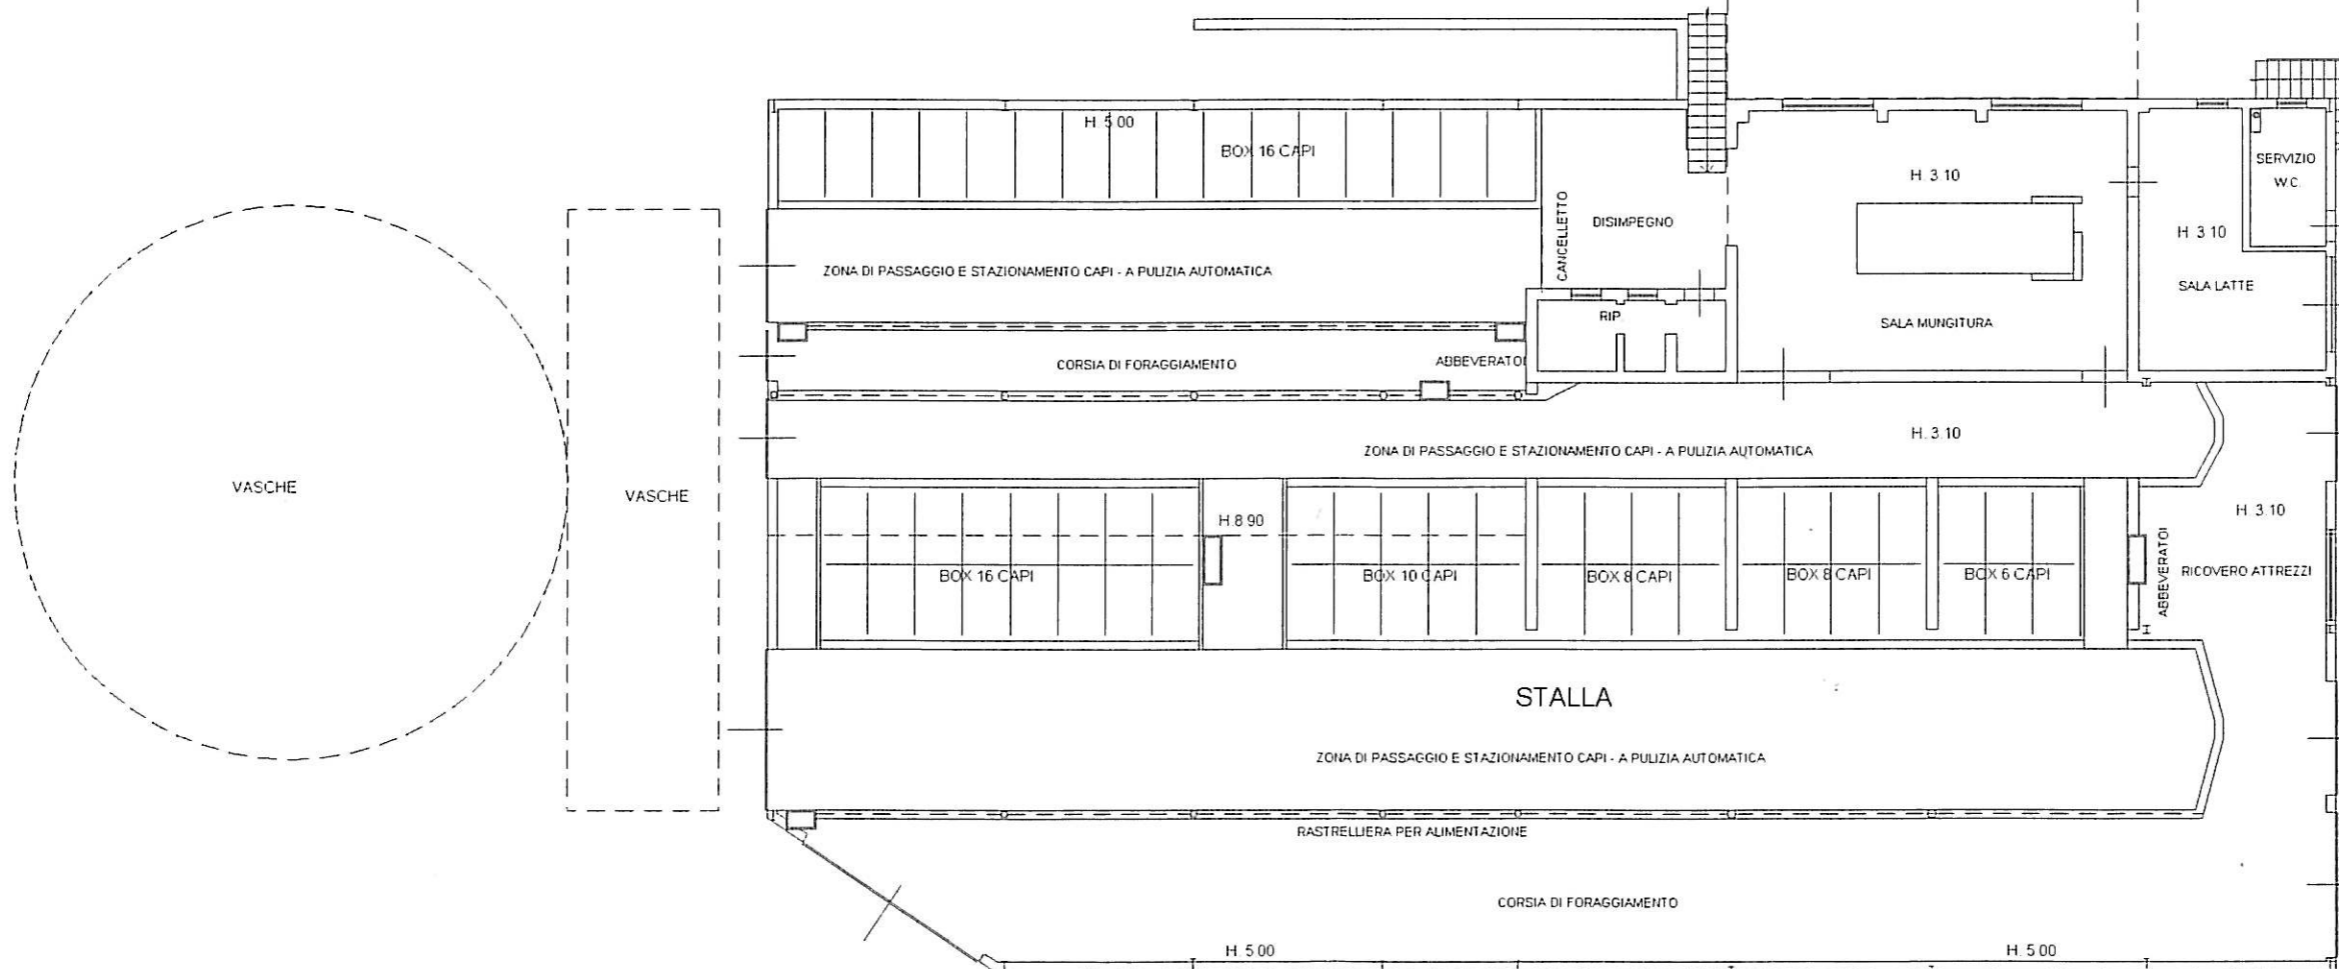 H. 5.00
BOX 16 CAPI
SERVIZIO
W.C.
H. 3.10
CANCELLETTO
DISIMPEGNO
H. 3.10
ZONA DI PASSAGGIO E STAZIONAMENTO CAPI - A PULIZIA AUTOMATICA
SALA LATTE
RIP.
SALA MUNGITURA
CORSIA DI FORAGGIAMENTO
ABBEVERATOI
H. 3.10
ZONA DI PASSAGGIO E STAZIONAMENTO CAPI - A PULIZIA AUTOMATICA
VASCHE
VASCHE
H. 8.90
H. 3.10
BOX 16 CAPI
BOX 10 CAPI
BOX 8 CAPI
BOX 8 CAPI
BOX 6 CAPI
ABBEVERATOI
RICOVERO ATTREZZI
STALLA
ZONA DI PASSAGGIO E STAZIONAMENTO CAPI - A PULIZIA AUTOMATICA
RASTRELLIERA PER ALIMENTAZIONE
CORSIA DI FORAGGIAMENTO
H. 5.00
H. 5.00